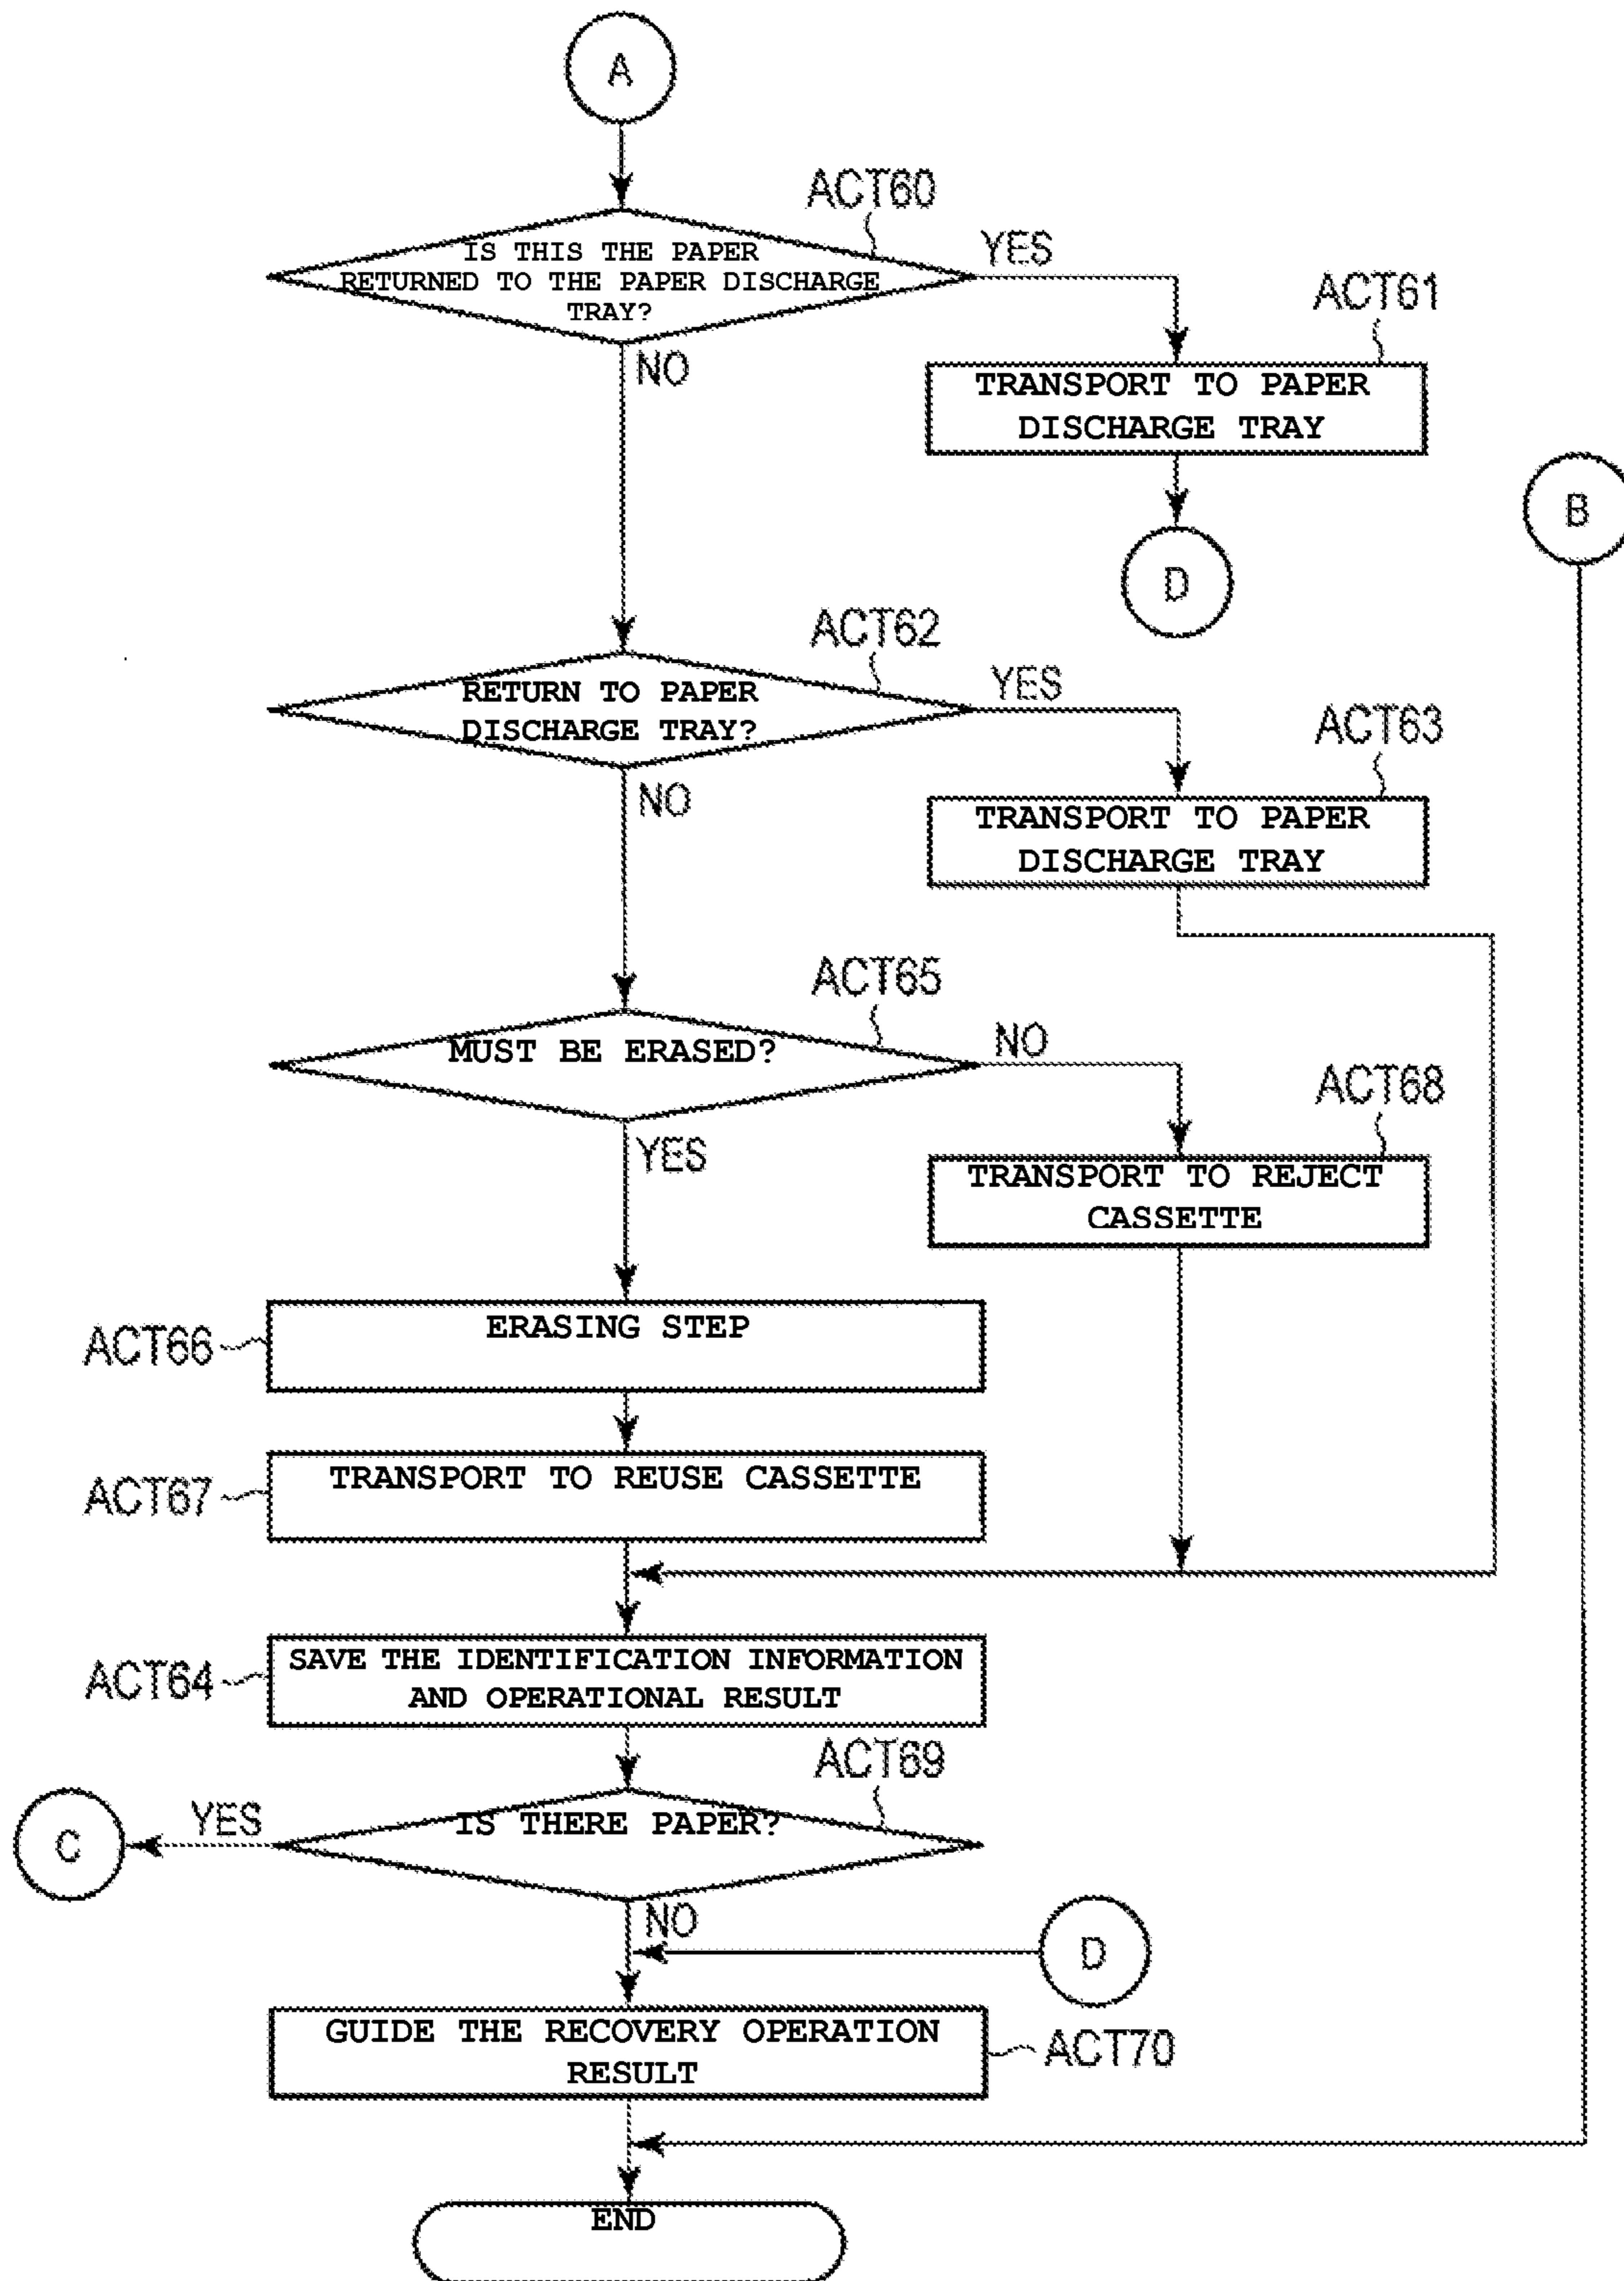 A
ACT60
IS THIS THE PAPER
RETURNED TO THE PAPER DISCHARGE
TRAY?
YES
NO
ACT61
TRANSPORT TO PAPER
DISCHARGE TRAY
B
D
ACT62
RETURN TO PAPER
DISCHARGE TRAY?
YES
NO
ACT63
TRANSPORT TO PAPER
DISCHARGE TRAY
ACT65
MUST BE ERASED?
NO
YES
ACT68
TRANSPORT TO REJECT
CASSETTE
ACT66
ERASING STEP
ACT67
TRANSPORT TO REUSE CASSETTE
ACT64
SAVE THE IDENTIFICATION INFORMATION
AND OPERATIONAL RESULT
ACT69
IS THERE PAPER?
YES
C
NO
D
GUIDE THE RECOVERY OPERATION
RESULT
ACT70
END